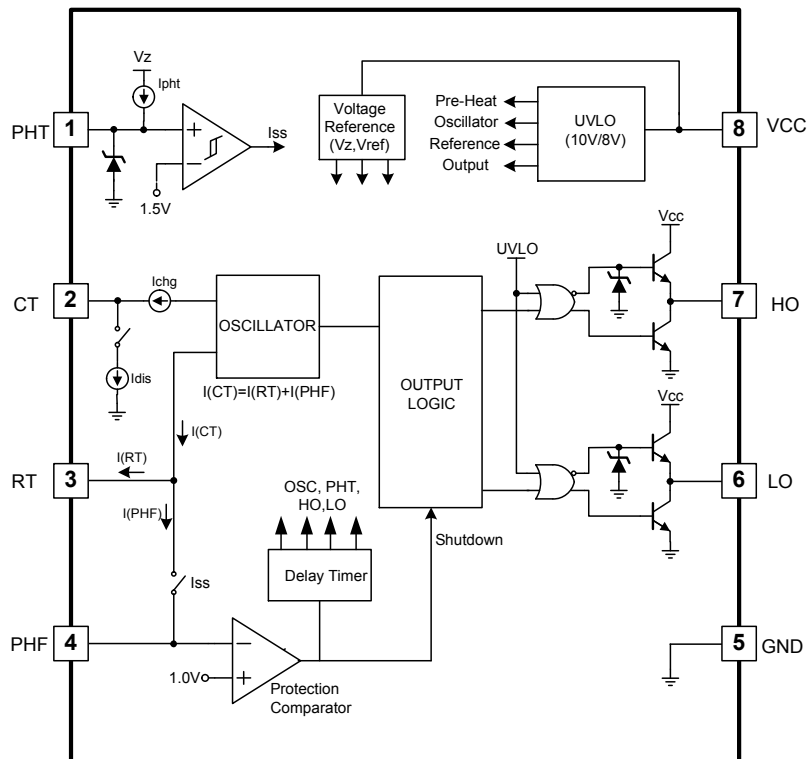 Vz
Ipht
PHT
1
Iss
1.5V
Voltage
Reference
(Vz,Vref)
Pre-Heat
Oscillator
Reference
Output
UVLO
(10V/8V)
8
VCC
CT
2
Ichg
Idis
OSCILLATOR
I(CT)=I(RT)+I(PHF)
OUTPUT
LOGIC
UVLO
Vcc
7
HO
I(CT)
I(RT)
RT
3
I(PHF)
Vcc
6
LO
OSC, PHT,
HO,LO
Delay Timer
Shutdown
Iss
PHF
4
1.0V
Protection
Comparator
5
GND